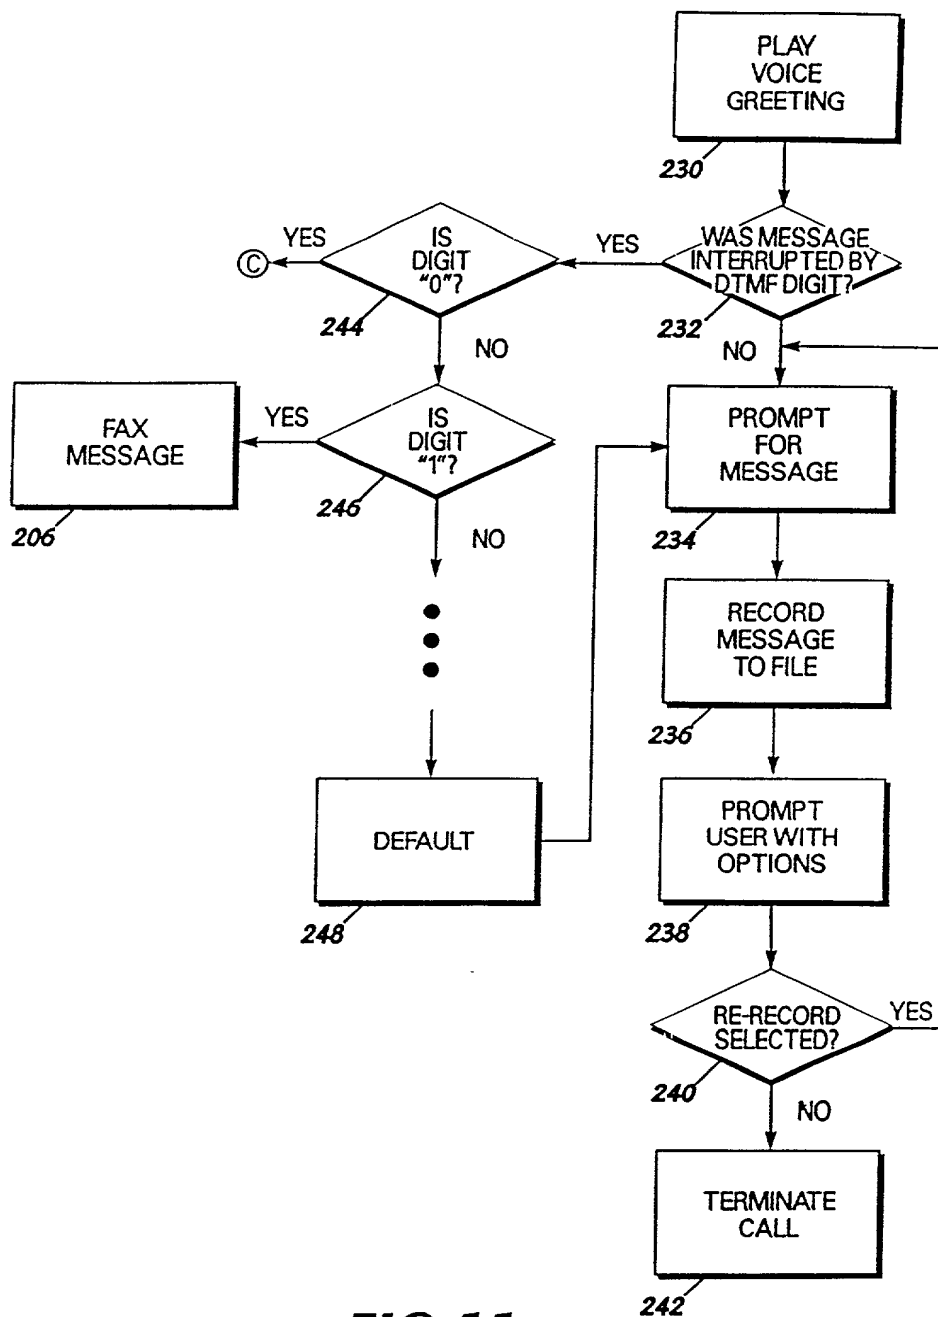 PLAY
VOICE
GREETING
230
WAS MESSAGE
INTERRUPTED BY
DTMF DIGIT?
232
YES
IS
DIGIT
"0"?
244
YES
C
NO
NO
IS
DIGIT
"1"?
246
YES
FAX
MESSAGE
206
NO
PROMPT
FOR
MESSAGE
234
RECORD
MESSAGE
TO FILE
236
DEFAULT
248
PROMPT
USER WITH
OPTIONS
238
RE-RECORD
SELECTED?
240
YES
NO
TERMINATE
CALL
242